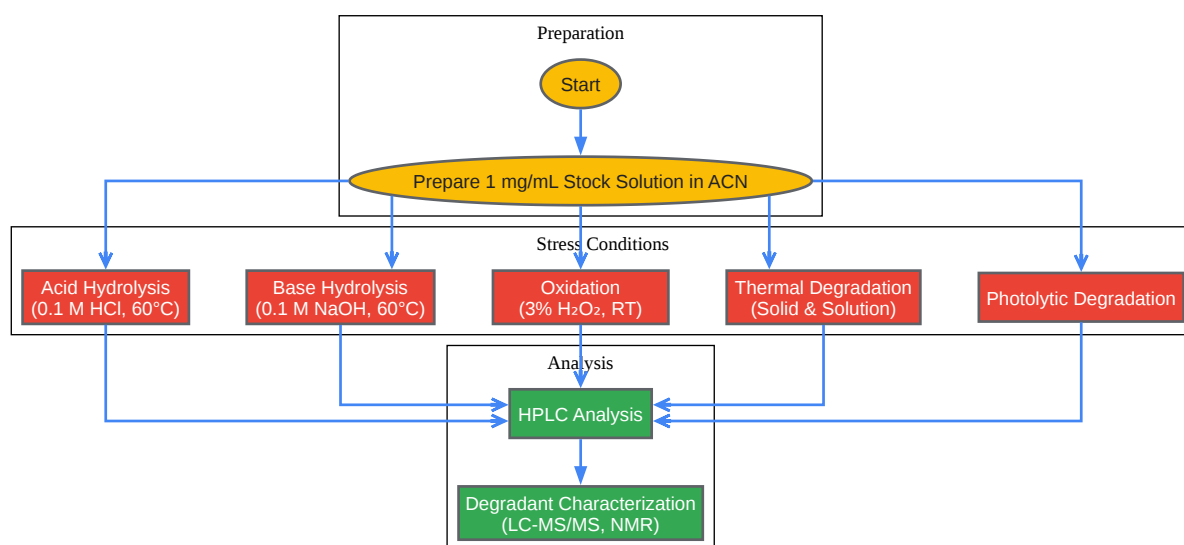 Preparation
Start
Prepare 1 mg/mL Stock Solution in ACN
Stress Conditions
Acid Hydrolysis
(0.1 M HCl, 60°C)
Base Hydrolysis
(0.1 M NaOH, 60°C)
Oxidation
(3% H₂O₂, RT)
Thermal Degradation
(Solid & Solution)
Photolytic Degradation
Analysis
HPLC Analysis
Degradant Characterization
(LC-MS/MS, NMR)